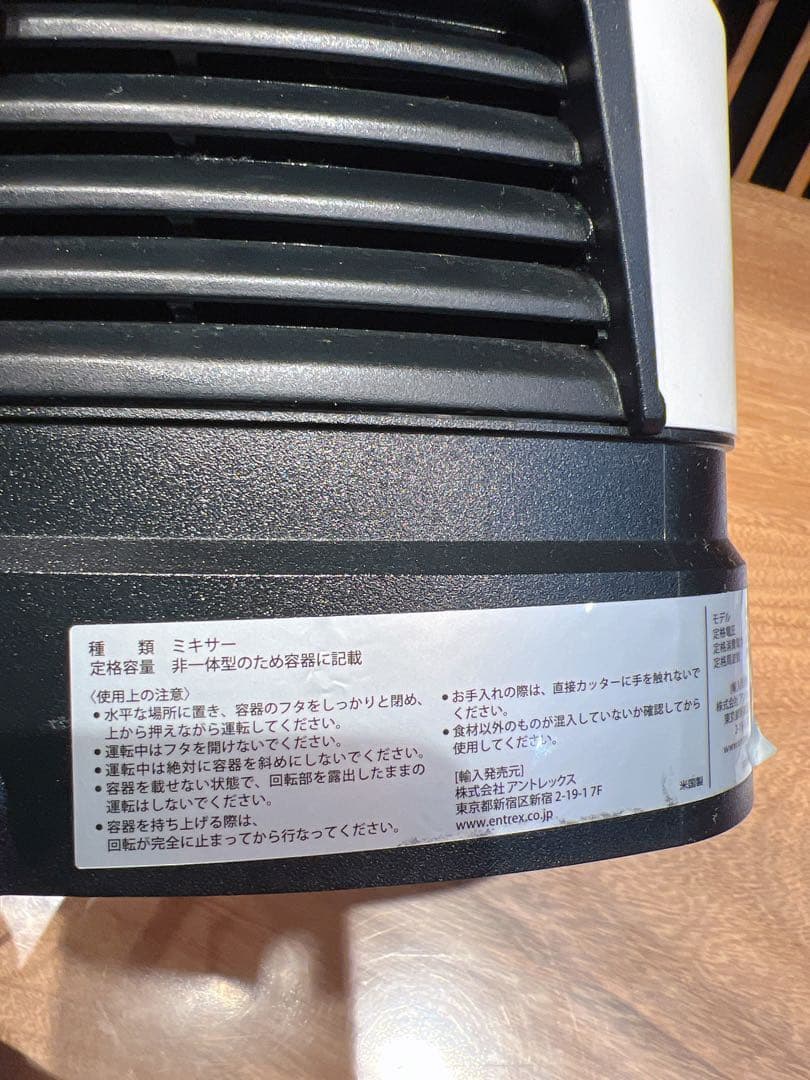 種　類　ミキサー
定格容量　非一体型のため容器に記載
〈使用上の注意〉
●水平な場所に置き、容器のフタをしっかりと閉め、
上から押えながら運転してください。
●運転中はフタを開けないでください。
●運転中は絶対に容器を斜めにしないでください。
●容器を載せない状態で、回転部を露出したままの
運転はしないでください。
●容器を持ち上げる際は、
回転が完全に止まってから行なってください。
●お手入れの際は、直接カッターに手を触れないで
ください。
●食材以外のものが混入していないか確認してから
使用してください。
[輸入発売元]
株式会社 アントレックス
東京都新宿区新宿 2-19-1 7F
www.entrex.co.jp
米国製
モデル
定格電圧
定格消費電力
定格周波数
株式会社 アン
東京都新